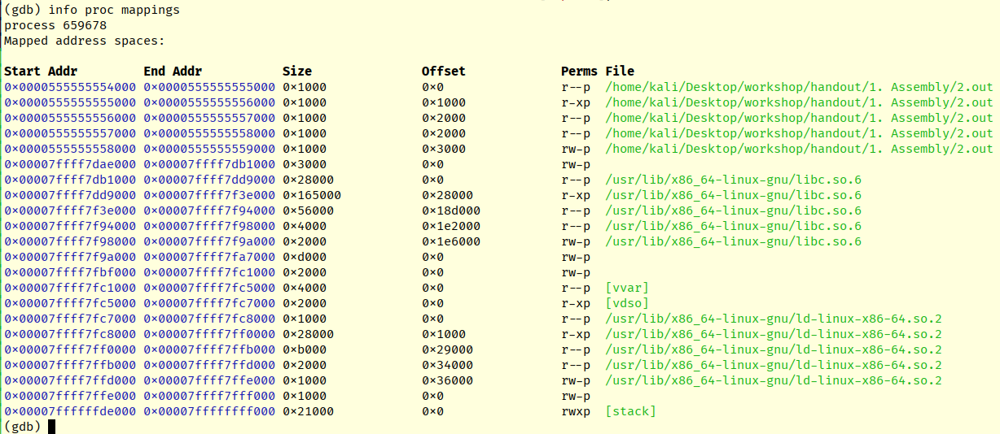 (gdb) info proc mappings
process 659678
Mapped address spaces:
Start Addr End Addr Size Offset Perms File
0x0000555555554000 0x0000555555555000 0x1000 0x0 r--p /home/kali/Desktop/workshop/handout/1. Assembly/2.out
0x0000555555555000 0x0000555555556000 0x1000 0x1000 r-xp /home/kali/Desktop/workshop/handout/1. Assembly/2.out
0x0000555555556000 0x0000555555557000 0x1000 0x2000 r--p /home/kali/Desktop/workshop/handout/1. Assembly/2.out
0x0000555555557000 0x0000555555558000 0x1000 0x2000 r--p /home/kali/Desktop/workshop/handout/1. Assembly/2.out
0x0000555555558000 0x0000555555559000 0x1000 0x3000 rw-p /home/kali/Desktop/workshop/handout/1. Assembly/2.out
0x00007ffff7dae000 0x00007ffff7db1000 0x3000 0x0 rw-p
0x00007ffff7db1000 0x00007ffff7dd9000 0x28000 0x0 r--p /usr/lib/x86_64-linux-gnu/libc.so.6
0x00007ffff7dd9000 0x00007ffff7f3e000 0x165000 0x28000 r-xp /usr/lib/x86_64-linux-gnu/libc.so.6
0x00007ffff7f3e000 0x00007ffff7f94000 0x56000 0x18d000 r--p /usr/lib/x86_64-linux-gnu/libc.so.6
0x00007ffff7f94000 0x00007ffff7f98000 0x4000 0x1e2000 r--p /usr/lib/x86_64-linux-gnu/libc.so.6
0x00007ffff7f98000 0x00007ffff7f9a000 0x2000 0x1e6000 rw-p /usr/lib/x86_64-linux-gnu/libc.so.6
0x00007ffff7f9a000 0x00007ffff7fa7000 0xd000 0x0 rw-p
0x00007ffff7fbf000 0x00007ffff7fc1000 0x2000 0x0 rw-p
0x00007ffff7fc1000 0x00007ffff7fc5000 0x4000 0x0 r--p [vvar]
0x00007ffff7fc5000 0x00007ffff7fc7000 0x2000 0x0 r-xp [vdso]
0x00007ffff7fc7000 0x00007ffff7fc8000 0x1000 0x0 r--p /usr/lib/x86_64-linux-gnu/ld-linux-x86-64.so.2
0x00007ffff7fc8000 0x00007ffff7ff0000 0x28000 0x1000 r-xp /usr/lib/x86_64-linux-gnu/ld-linux-x86-64.so.2
0x00007ffff7ff0000 0x00007ffff7ffb000 0xb000 0x29000 r--p /usr/lib/x86_64-linux-gnu/ld-linux-x86-64.so.2
0x00007ffff7ffb000 0x00007ffff7ffd000 0x2000 0x34000 r--p /usr/lib/x86_64-linux-gnu/ld-linux-x86-64.so.2
0x00007ffff7ffd000 0x00007ffff7ffe000 0x1000 0x36000 rw-p /usr/lib/x86_64-linux-gnu/ld-linux-x86-64.so.2
0x00007ffff7ffe000 0x00007ffff7fff000 0x1000 0x0 rw-p
0x00007ffffffde000 0x00007ffffffff000 0x21000 0x0 rwxp [stack]
(gdb)